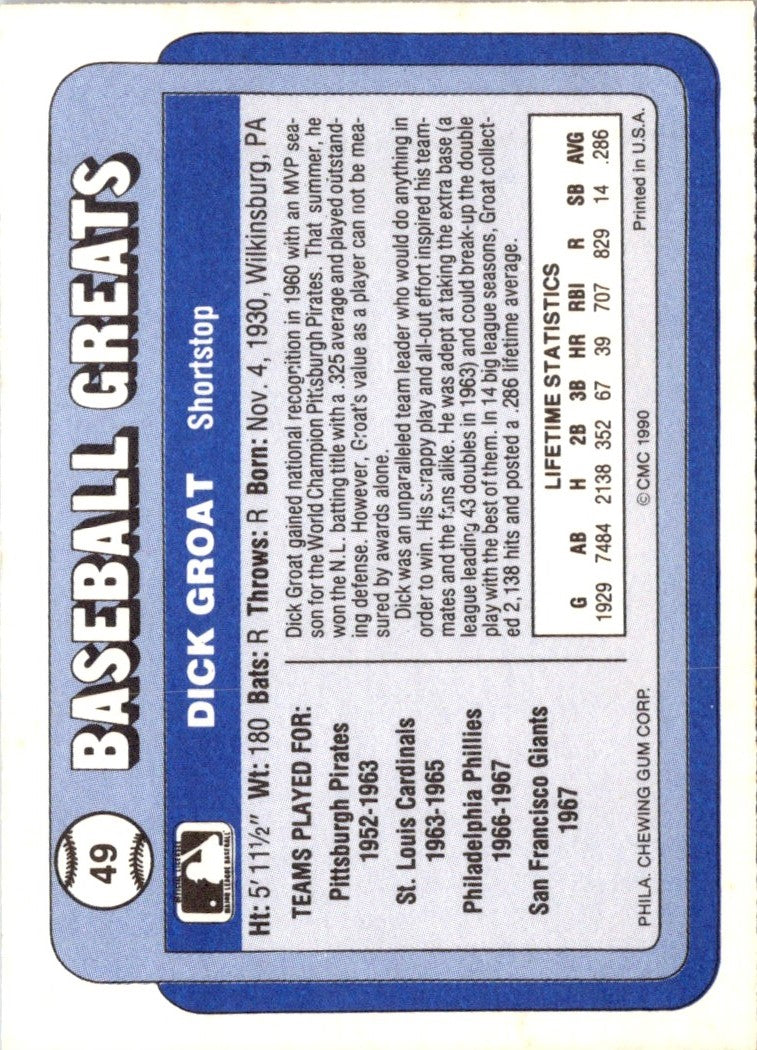 49
BASEBALL GREATS
DICK GROAT Shortstop
Ht: 5' 11½" Wt: 180 Bats: R Throws: R Born: Nov. 4, 1930, Wilkinsburg, PA
TEAMS PLAYED FOR:
Pittsburgh Pirates
1952-1963
St. Louis Cardinals
1963-1965
Philadelphia Phillies
1966-1967
San Francisco Giants
1967
Dick Groat gained national recognition in 1960 with an MVP sea-
son for the World Champion Pittsburgh Pirates. That summer, he
won the N.L. batting title with a .325 average and played outstand-
ing defense. However, Groat's value as a player can not be mea-
sured by awards alone.
Dick was an unparalleled team leader who would do anything in
order to win. His scrappy play and all-out effort inspired his team-
mates and the fans alike. He was adept at taking the extra base (a
league leading 43 doubles in 1963) and could break-up the double
play with the best of them. In 14 big league seasons, Groat collect-
ed 2,138 hits and posted a .286 lifetime average.
LIFETIME STATISTICS
G AB H 2B 3B HR RBI R SB AVG
1929 7484 2138 352 67 39 707 829 14 .286
PHILA. CHEWING GUM CORP. © CMC 1990 Printed in U.S.A.